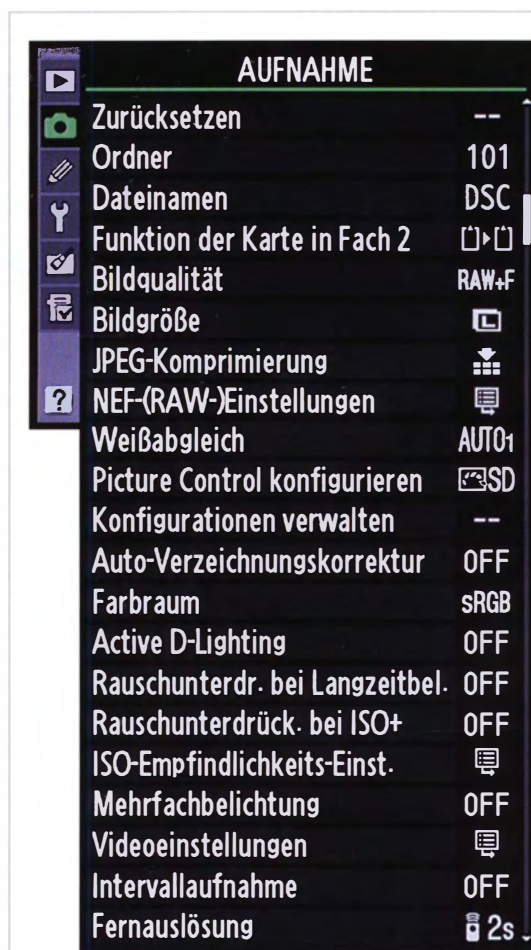 AUFNAHME
Zurücksetzen --
Ordner 101
Dateinamen DSC
Funktion der Karte in Fach 2
Bildqualität RAW+F
Bildgröße L
JPEG-Komprimierung
NEF-(RAW-)Einstellungen
?
Weißabgleich AUTO1
Picture Control konfigurieren SD
Konfigurationen verwalten --
Auto-Verzeichnungskorrektur OFF
Farbraum sRGB
Active D-Lighting OFF
Rauschunterdr. bei Langzeitbel. OFF
Rauschunterdrück. bei ISO+ OFF
ISO-Empfindlichkeits-Einst.
Mehrfachbelichtung OFF
Videoeinstellungen
Intervallaufnahme OFF
Fernauslösung 2s